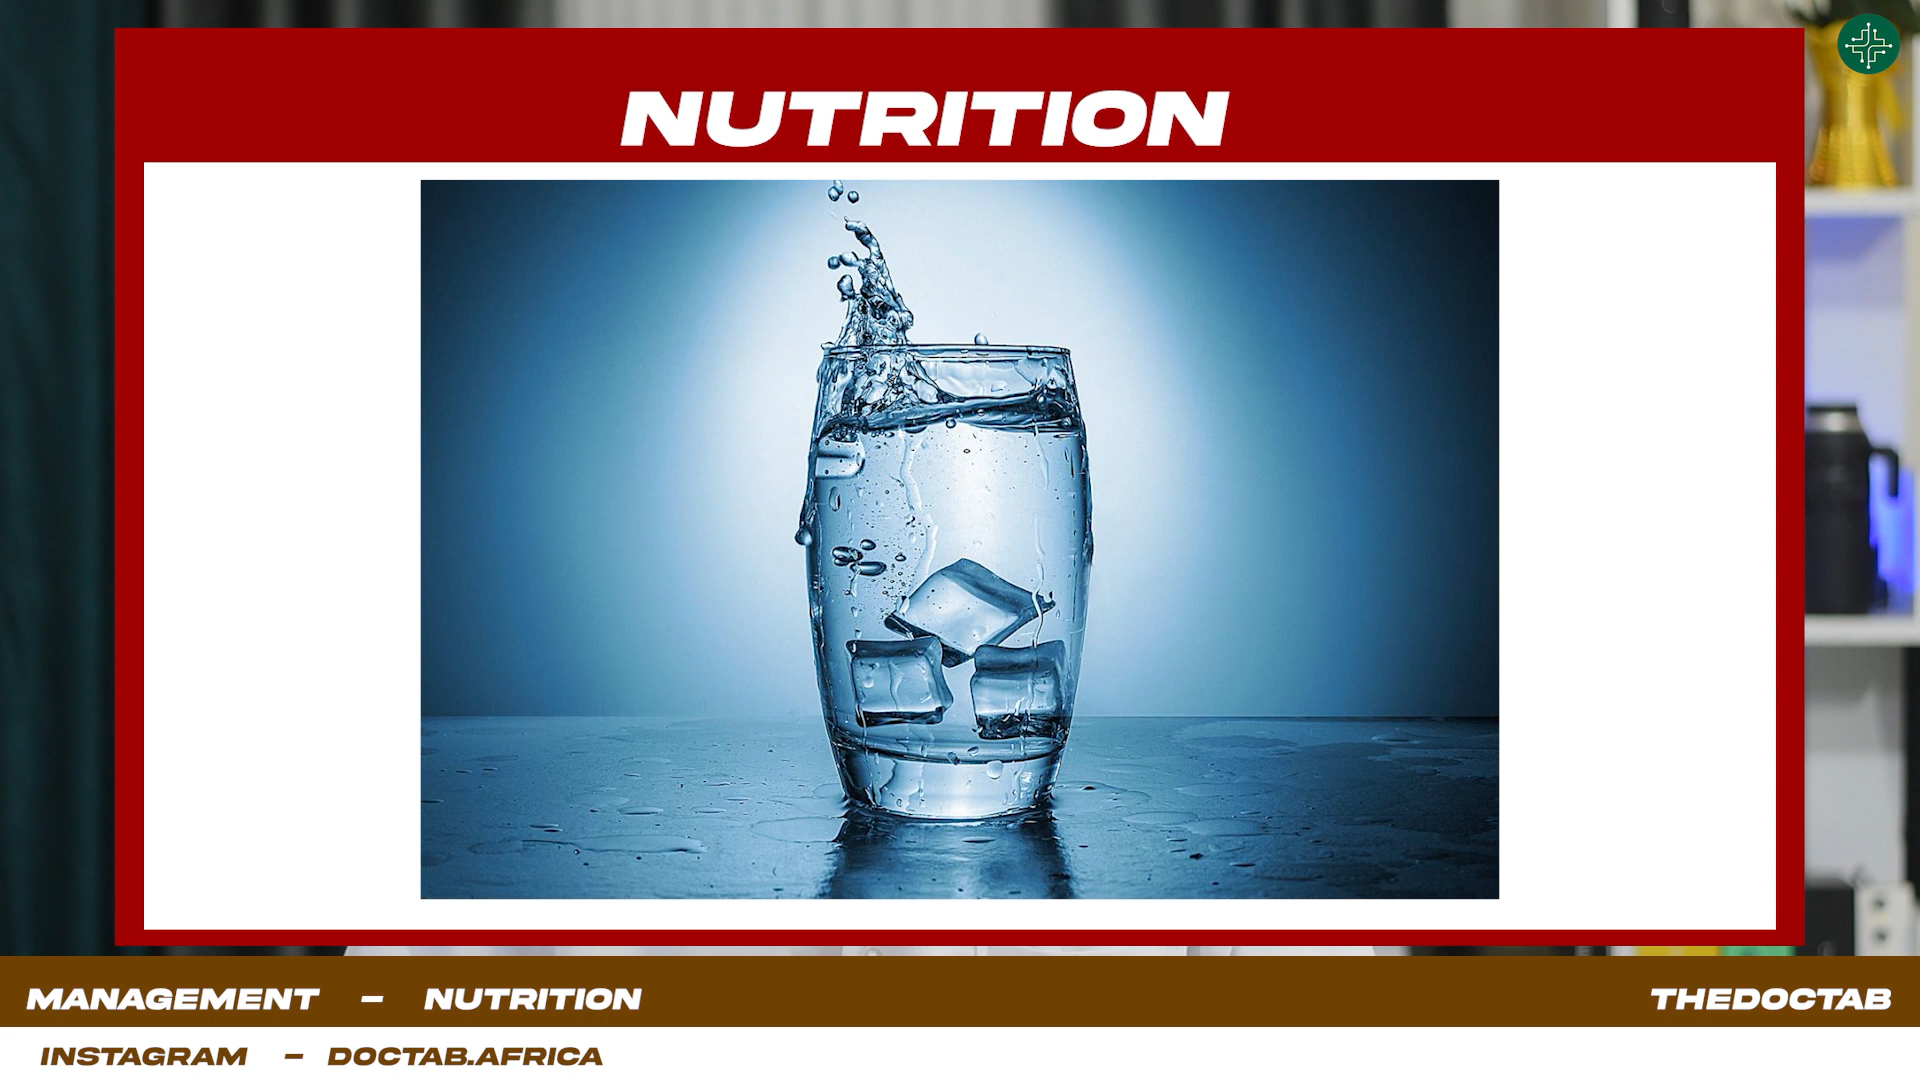 NUTRITION
MANAGEMENT – NUTRITION
THEDOCTAB
INSTAGRAM – DOCTAB.AFRICA